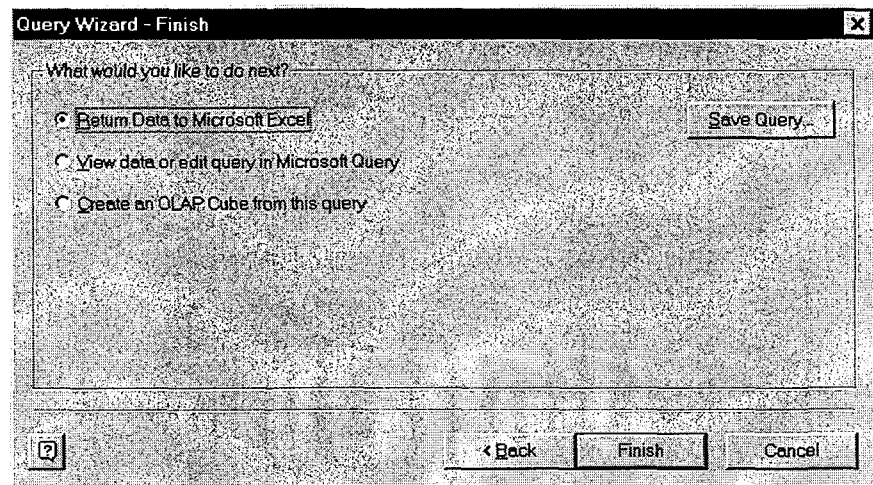 Query Wizard - Finish
What would you like to do next?
Return Data to Microsoft Excel
Save Query...
View data or edit query in Microsoft Query
Create an OLAP Cube from this query
< Back
Finish
Cancel